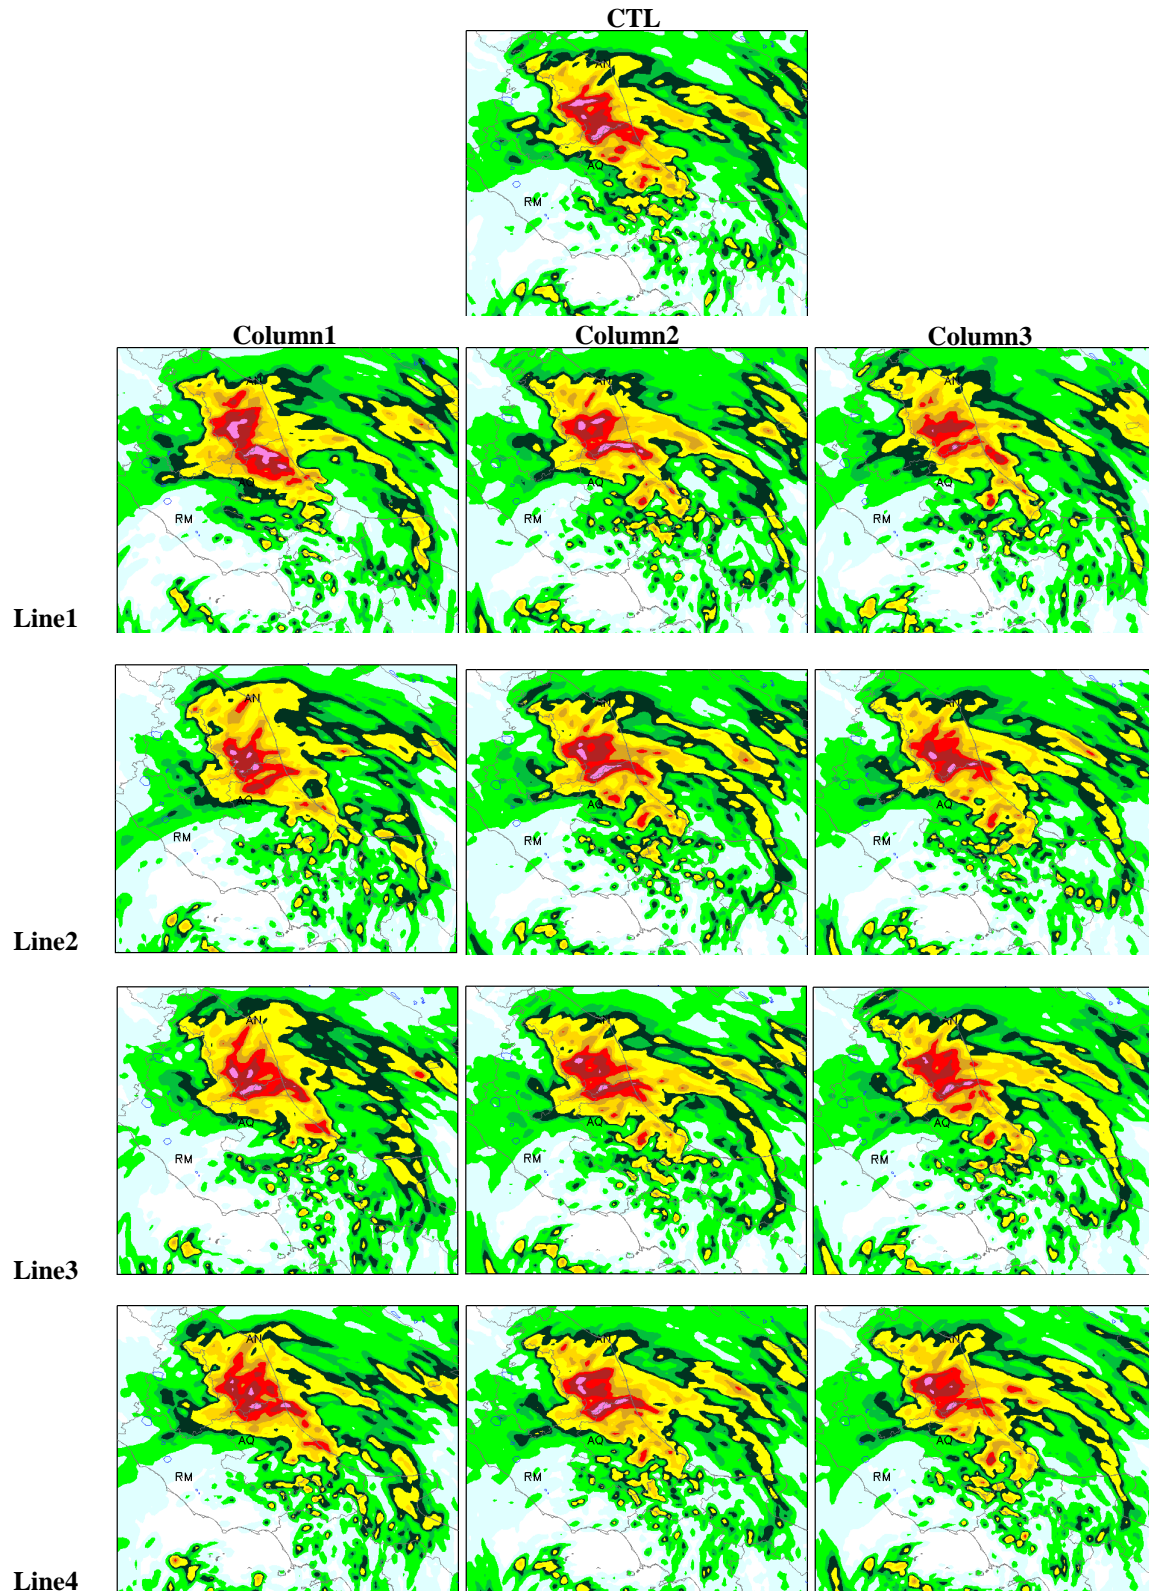 CTL
AN
AQ
RM
Column1 Column2 Column3
AN AN AN
AQ AQ AQ
RM RM RM
Line1
AN AN AN
AQ AQ AQ
RM RM RM
Line2
AN AN AN
AQ AQ AQ
RM RM RM
Line3
AN AN AN
AQ AQ AQ
RM RM RM
Line4